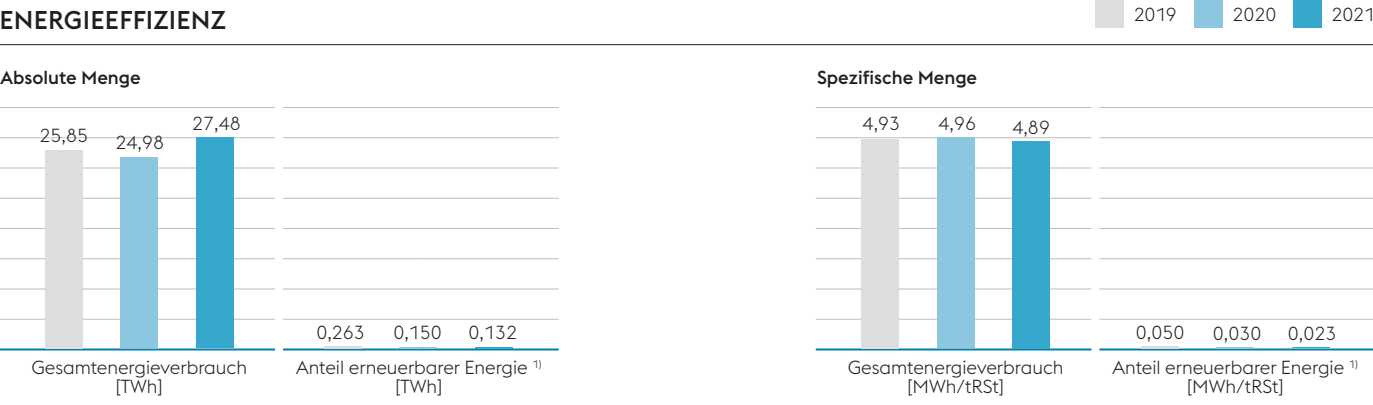 ENERGIEEFFIZIENZ
2019 2020 2021
Absolute Menge
25,85 24,98 27,48
0,263 0,150 0,132
Gesamtenergieverbrauch
[TWh]
Anteil erneuerbarer Energie 1)
[TWh]
Spezifische Menge
4,93 4,96 4,89
0,050 0,030 0,023
Gesamtenergieverbrauch
[MWh/tRSt]
Anteil erneuerbarer Energie 1)
[MWh/tRSt]